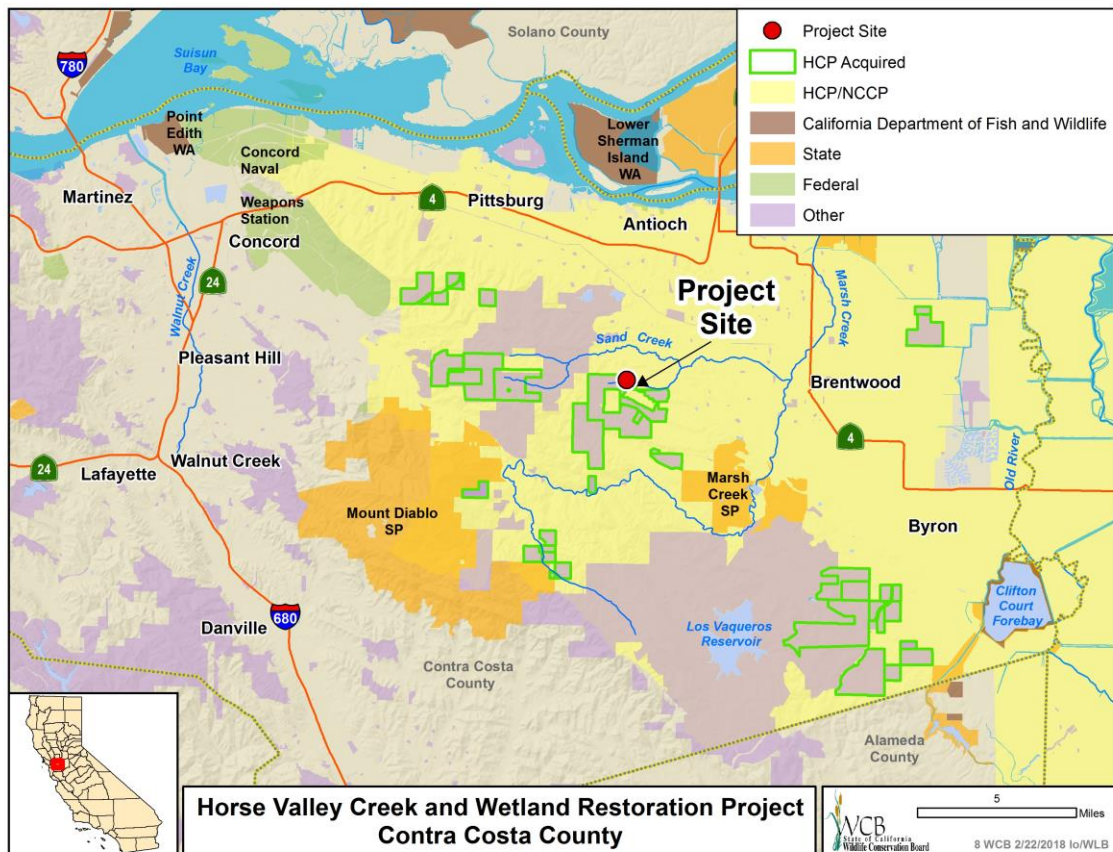 Solano County
Suisun
Bay
780
Point
Edith
WA
Concord
Naval
Weapons
Station
Lower
Sherman
Island
WA
Martinez
4
Pittsburg
Antioch
Concord
24
Walnut Creek
Marsh Creek
Project
Site
Sand Creek
Pleasant Hill
Brentwood
4
Old River
24
Lafayette
Walnut Creek
Mount Diablo
SP
Marsh
Creek
SP
Byron
Clifton
Court
Forebay
680
Danville
Los Vaqueros
Reservoir
Contra Costa
County
Alameda
County
Project Site
HCP Acquired
HCP/NCCP
California Department of Fish and Wildlife
State
Federal
Other
Horse Valley Creek and Wetland Restoration Project
Contra Costa County
WCB
State of California
Wildlife Conservation Board
5
Miles
8 WCB 2/22/2018 lo/WLB